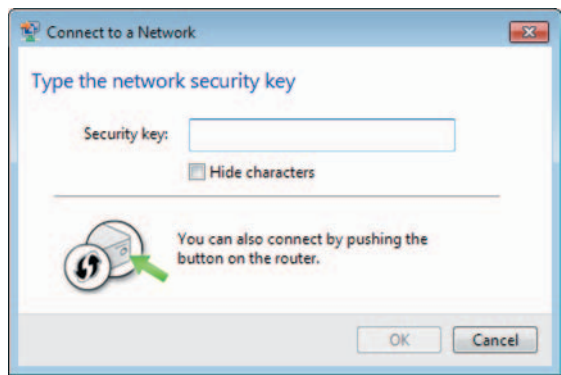 Connect to a Network
Type the network security key
Security key:
Hide characters
You can also connect by pushing the
button on the router.
OK
Cancel